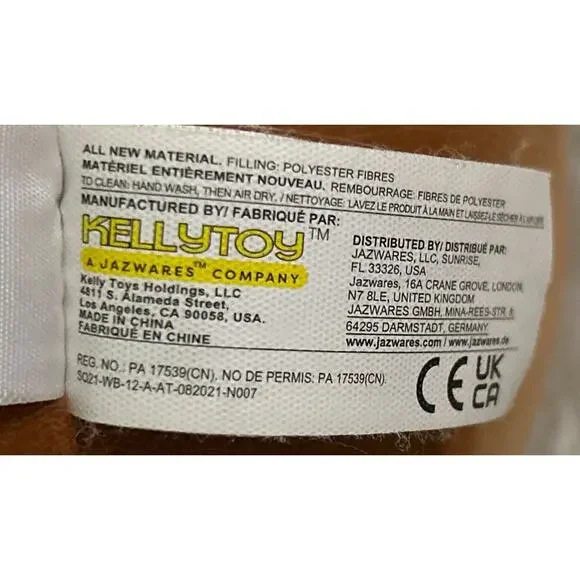 ALL NEW MATERIAL. FILLING: POLYESTER FIBRES
MATÉRIEL ENTIÈREMENT NOUVEAU. REMBOURRAGE: FIBRES DE POLYESTER
TO CLEAN: HAND WASH, THEN AIR DRY. / NETTOYAGE: LAVEZ LE PRODUIT À LA MAIN ET LAISSEZ-LE SÉCHER À L'AIR LIBRE
MANUFACTURED BY/ FABRIQUÉ PAR:
KELLYTOY™
A JAZWARES™ COMPANY
Kelly Toys Holdings, LLC
4811 S. Alameda Street,
Los Angeles, CA 90058, USA.
MADE IN CHINA
FABRIQUÉ EN CHINE
DISTRIBUTED BY/ DISTRIBUÉ PAR:
JAZWARES, LLC, SUNRISE,
FL 33326, USA
Jazwares, 16A CRANE GROVE, LONDON,
N7 8LE, UNITED KINGDOM
JAZWARES GMBH, MINA-REES-STR. 8,
64295 DARMSTADT, GERMANY
www.jazwares.com / www.jazwares.de
REG. NO.: PA 17539(CN). NO DE PERMIS: PA 17539(CN).
SQ21-WB-12-A-AT-082021-N007
CE UK
CA